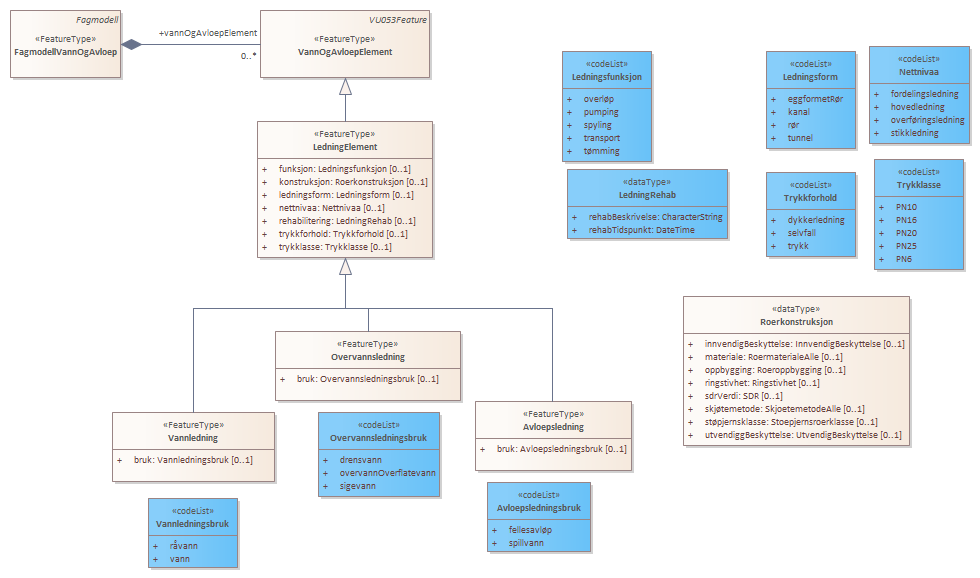 Fagmodell
«FeatureType»
FagmodellVannOgAvloep
+vannOgAvloepElement
0..*
VU053Feature
«FeatureType»
VannOgAvloepElement
«FeatureType»
LedningElement
+ funksjon: Ledningsfunksjon [0..1]
+ konstruksjon: Roerkonstruksjon [0..1]
+ ledningsform: Ledningsform [0..1]
+ nettnivaa: Nettnivaa [0..1]
+ rehabilitering: LedningRehab [0..1]
+ trykkforhold: Trykkforhold [0..1]
+ trykklasse: Trykklasse [0..1]
«codeList»
Ledningsfunksjon
+ overløp
+ pumping
+ spyling
+ transport
+ tømming
«codeList»
Ledningsform
+ eggformetRør
+ kanal
+ rør
+ tunnel
«codeList»
Nettnivaa
+ fordelingsledning
+ hovedledning
+ overføringsledning
+ stikkledning
«dataType»
LedningRehab
+ rehabBeskrivelse: CharacterString
+ rehabTidspunkt: DateTime
«codeList»
Trykkforhold
+ dykkerledning
+ selvfall
+ trykk
«codeList»
Trykklasse
+ PN10
+ PN16
+ PN20
+ PN25
+ PN6
«dataType»
Roerkonstruksjon
+ innvendigBeskyttelse: InnvendigBeskyttelse [0..1]
+ materiale: RoermaterialeAlle [0..1]
+ oppbygging: Roeroppbygging [0..1]
+ ringstivhet: Ringstivhet [0..1]
+ sdrVerdi: SDR [0..1]
+ skjøtemetode: SkjoetemetodeAlle [0..1]
+ støpjernsklasse: Stoepjernsroerklasse [0..1]
+ utvendiggBeskyttelse: UtvendigBeskyttelse [0..1]
«FeatureType»
Overvannsledning
+ bruk: Overvannsledningsbruk [0..1]
«FeatureType»
Vannledning
+ bruk: Vannledningsbruk [0..1]
«codeList»
Overvannsledningsbruk
+ drensvann
+ overvannOverflatevann
+ sigevann
«FeatureType»
Avloepsledning
+ bruk: Avloepsledningsbruk [0..1]
«codeList»
Vannledningsbruk
+ råvann
+ vann
«codeList»
Avloepsledningsbruk
+ fellesavløp
+ spillvann